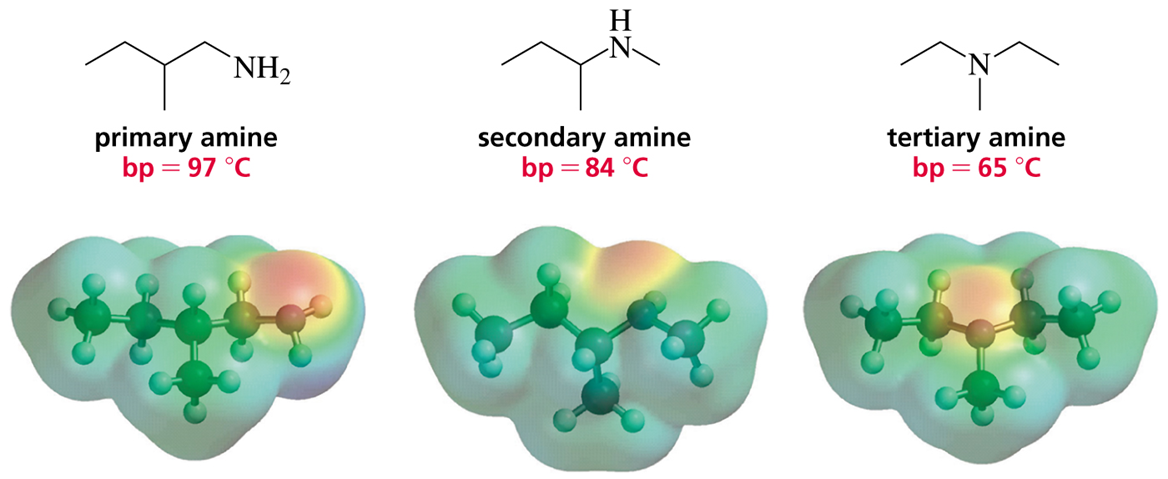 NH₂
primary amine
bp = 97 °C
H
N
secondary amine
bp = 84 °C
N
tertiary amine
bp = 65 °C